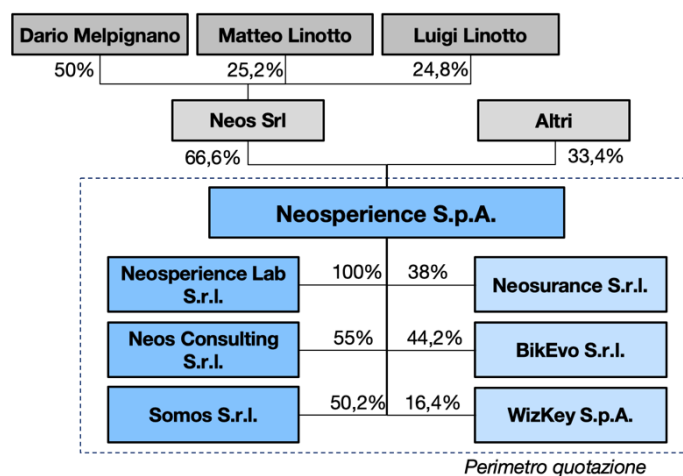 Dario Melpignano
Matteo Linotto
Luigi Linotto
50%
25,2%
24,8%
Neos Srl
Altri
66,6%
33,4%
Neosperience S.p.A.
Neosperience Lab
S.r.l.
100%
38%
Neosurance S.r.l.
Neos Consulting
S.r.l.
55%
44,2%
BikEvo S.r.l.
Somos S.r.l.
50,2%
16,4%
WizKey S.p.A.
Perimetro quotazione